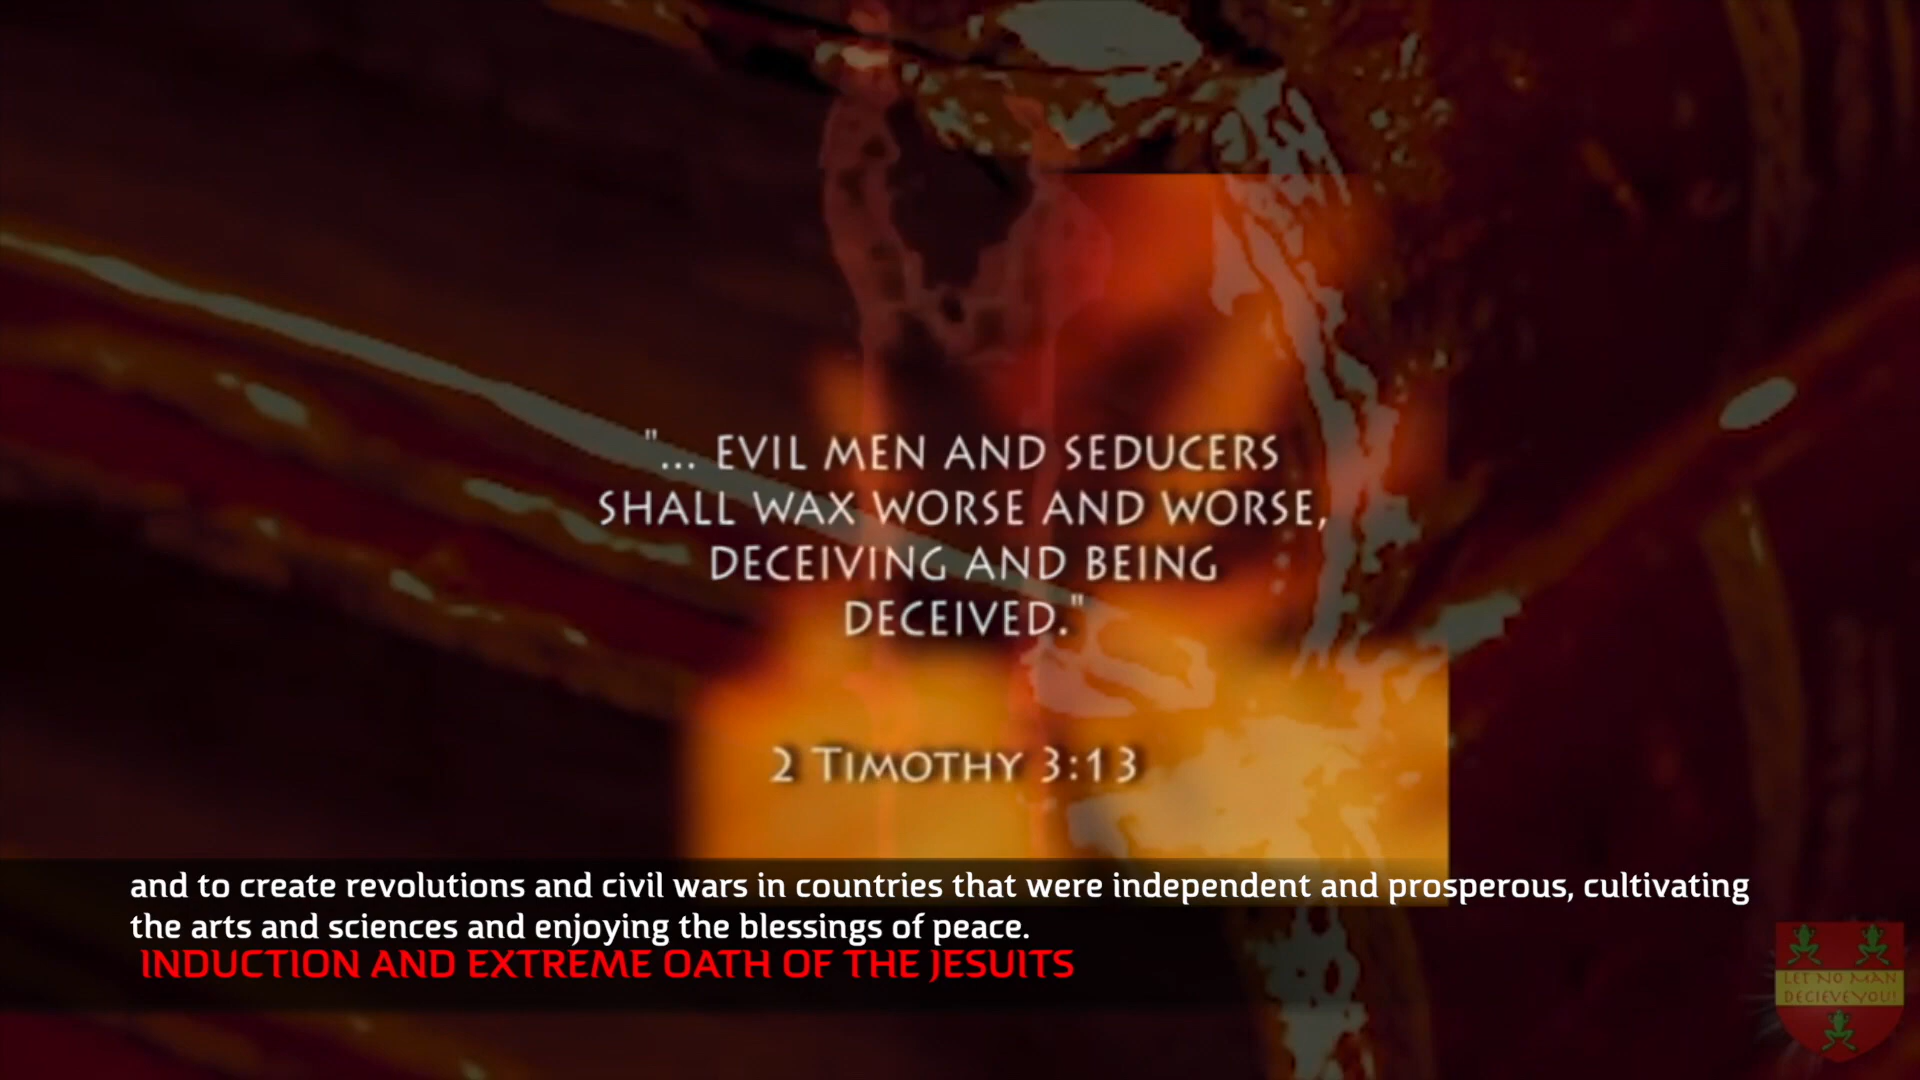 "... EVIL MEN AND SEDUCERS
SHALL WAX WORSE AND WORSE,
DECEIVING AND BEING
DECEIVED."
2 TIMOTHY 3:13
and to create revolutions and civil wars in countries that were independent and prosperous, cultivating
the arts and sciences and enjoying the blessings of peace.
INDUCTION AND EXTREME OATH OF THE JESUITS
LET NO MAN
DECIEVE YOU!